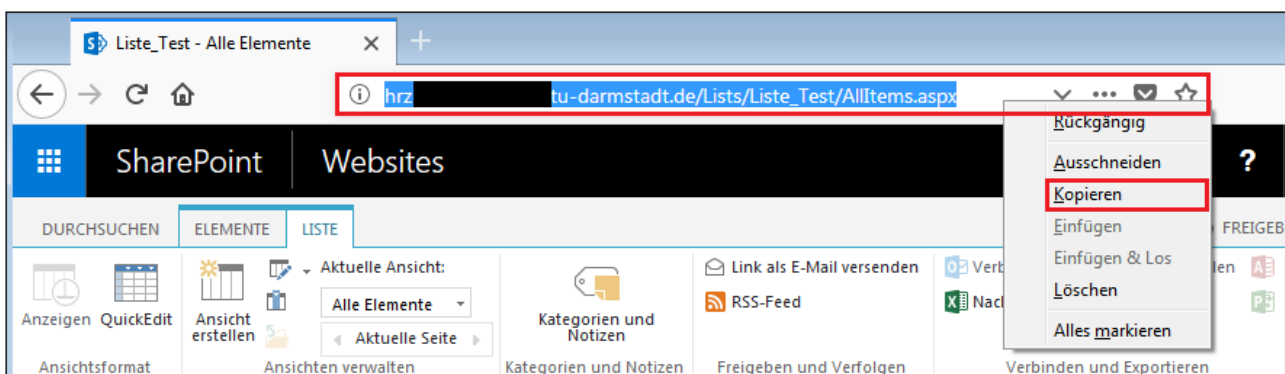 Liste_Test - Alle Elemente
hrz tu-darmstadt.de/Lists/Liste_Test/AllItems.aspx
Rückgängig
Ausschneiden
Kopieren
Einfügen
Einfügen & Los
Löschen
Alles markieren
SharePoint Websites ?
DURCHSUCHEN ELEMENTE LISTE FREIGEB
Anzeigen QuickEdit
Ansichtsformat
Ansicht erstellen
Aktuelle Ansicht:
Alle Elemente
Aktuelle Seite
Ansichten verwalten
Kategorien und
Notizen
Kategorien und Notizen
Link als E-Mail versenden
RSS-Feed
Freigeben und Verfolgen
Verb
Nac
len
Verbinden und Exportieren